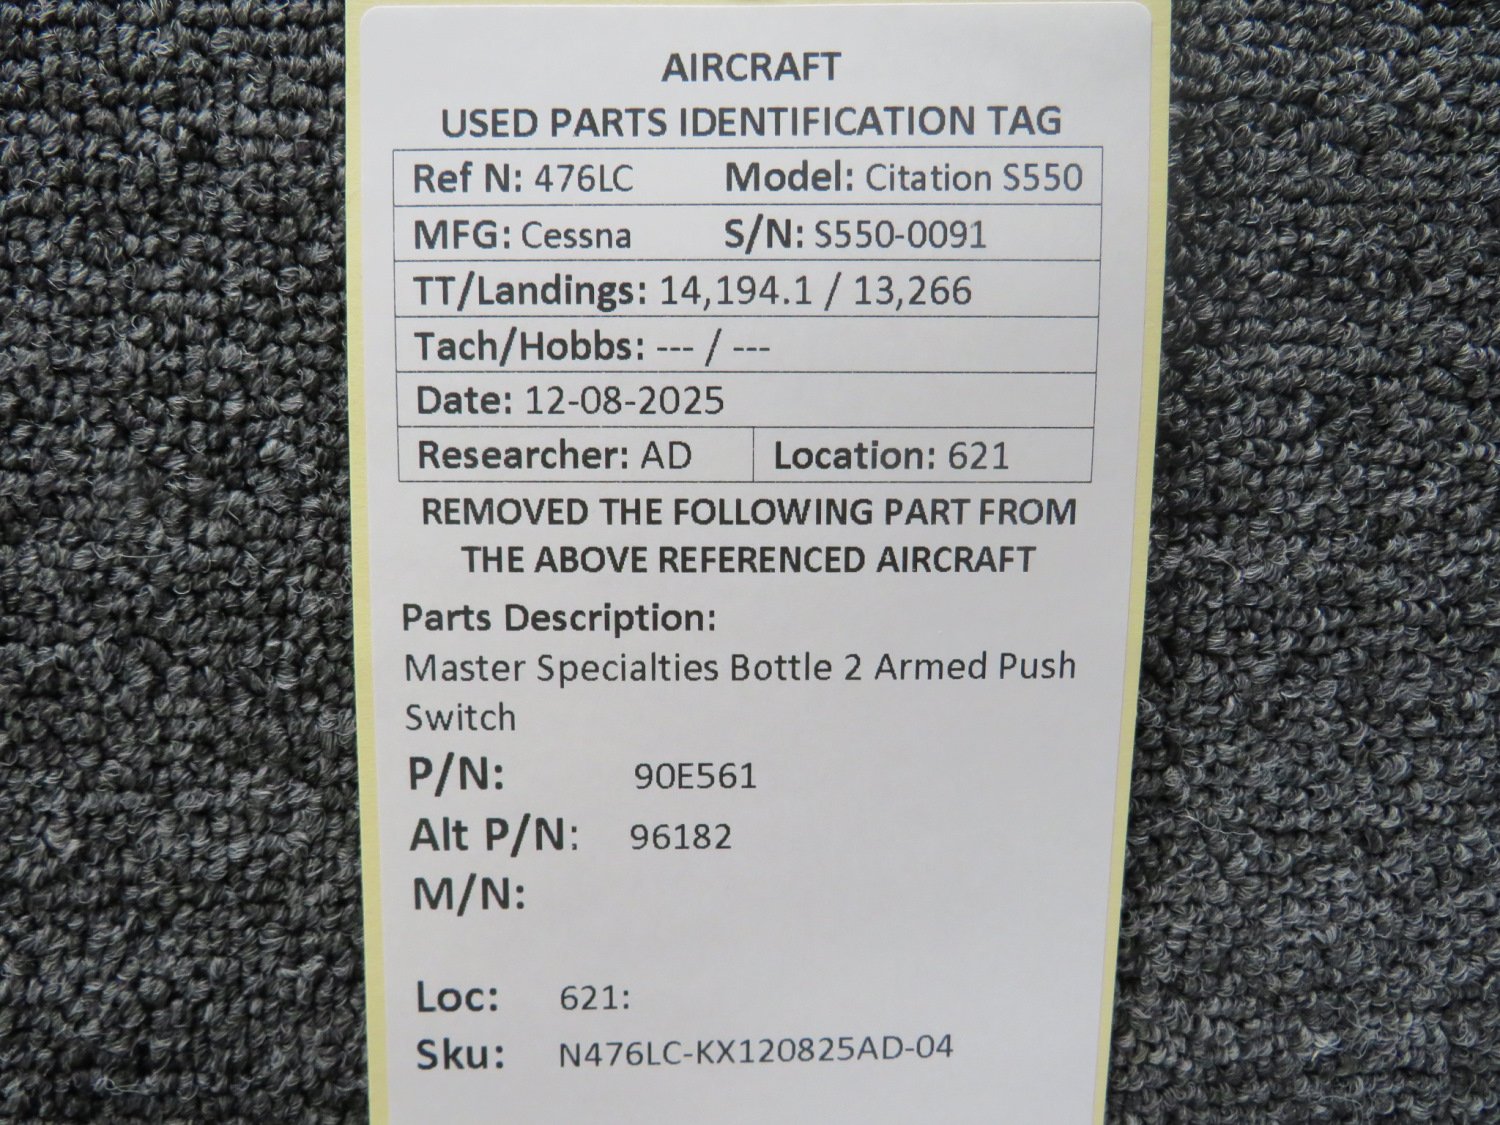 AIRCRAFT
USED PARTS IDENTIFICATION TAG
Ref N: 476LC Model: Citation S550
MFG: Cessna S/N: S550-0091
TT/Landings: 14,194.1 / 13,266
Tach/Hobbs: --- / ---
Date: 12-08-2025
Researcher: AD Location: 621
REMOVED THE FOLLOWING PART FROM
THE ABOVE REFERENCED AIRCRAFT
Parts Description:
Master Specialties Bottle 2 Armed Push
Switch
P/N: 90E561
Alt P/N: 96182
M/N:
Loc: 621:
Sku: N476LC-KX120825AD-04